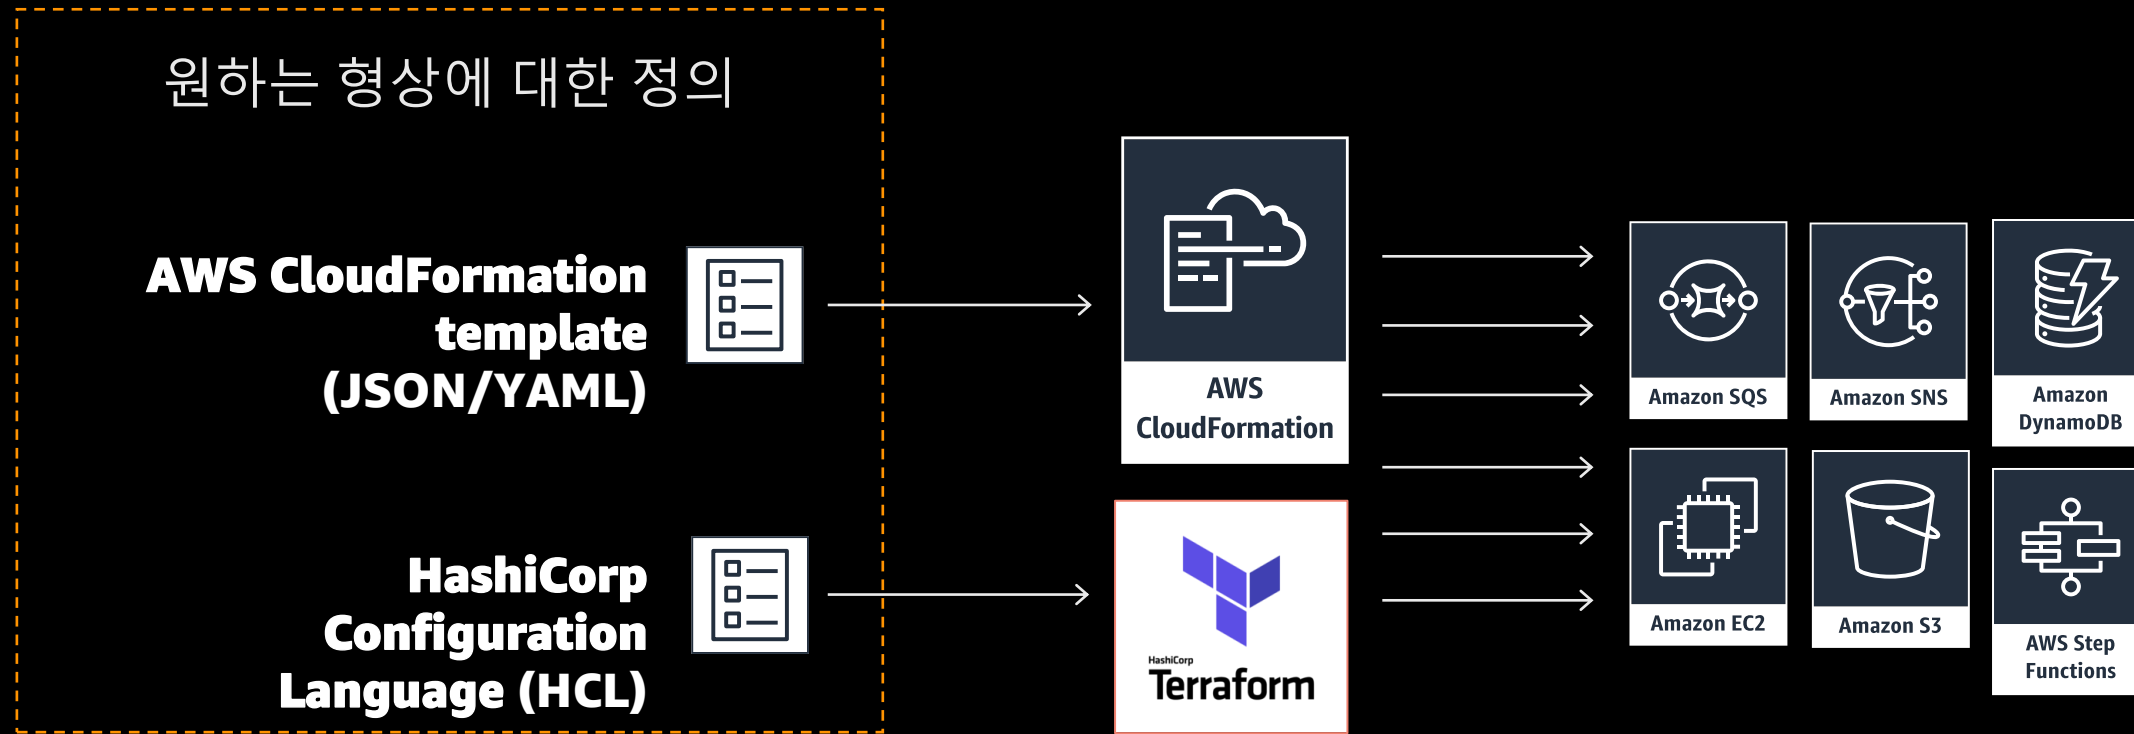 원하는 형상에 대한 정의
AWS CloudFormation
template
(JSON/YAML)
HashiCorp
Configuration
Language (HCL)
AWS
CloudFormation
HashiCorp
Terraform
Amazon SQS
Amazon SNS
Amazon
DynamoDB
Amazon EC2
Amazon S3
AWS Step
Functions